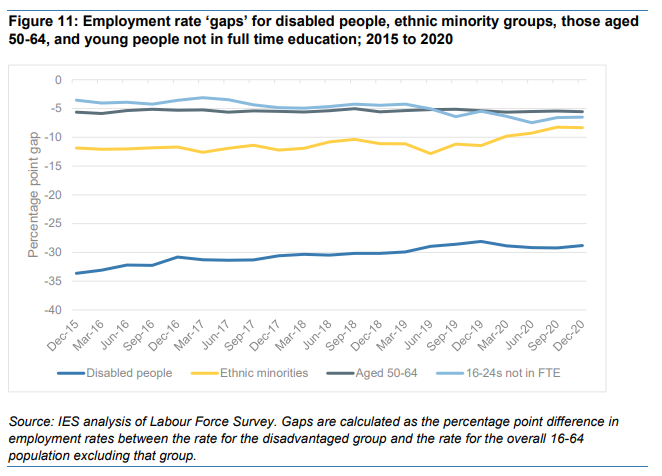 Figure 11: Employment rate ‘gaps’ for disabled people, ethnic minority groups, those aged
50-64, and young people not in full time education; 2015 to 2020
0
-5
-10
-15
-20
-25
-30
-35
-40
Percentage point gap
Dec-15
Mar-16
Jun-16
Sep-16
Dec-16
Mar-17
Jun-17
Sep-17
Dec-17
Mar-18
Jun-18
Sep-18
Dec-18
Mar-19
Jun-19
Sep-19
Dec-19
Mar-20
Jun-20
Sep-20
Dec-20
Disabled people
Ethnic minorities
Aged 50-64
16-24s not in FTE
Source: IES analysis of Labour Force Survey. Gaps are calculated as the percentage point difference in
employment rates between the rate for the disadvantaged group and the rate for the overall 16-64
population excluding that group.